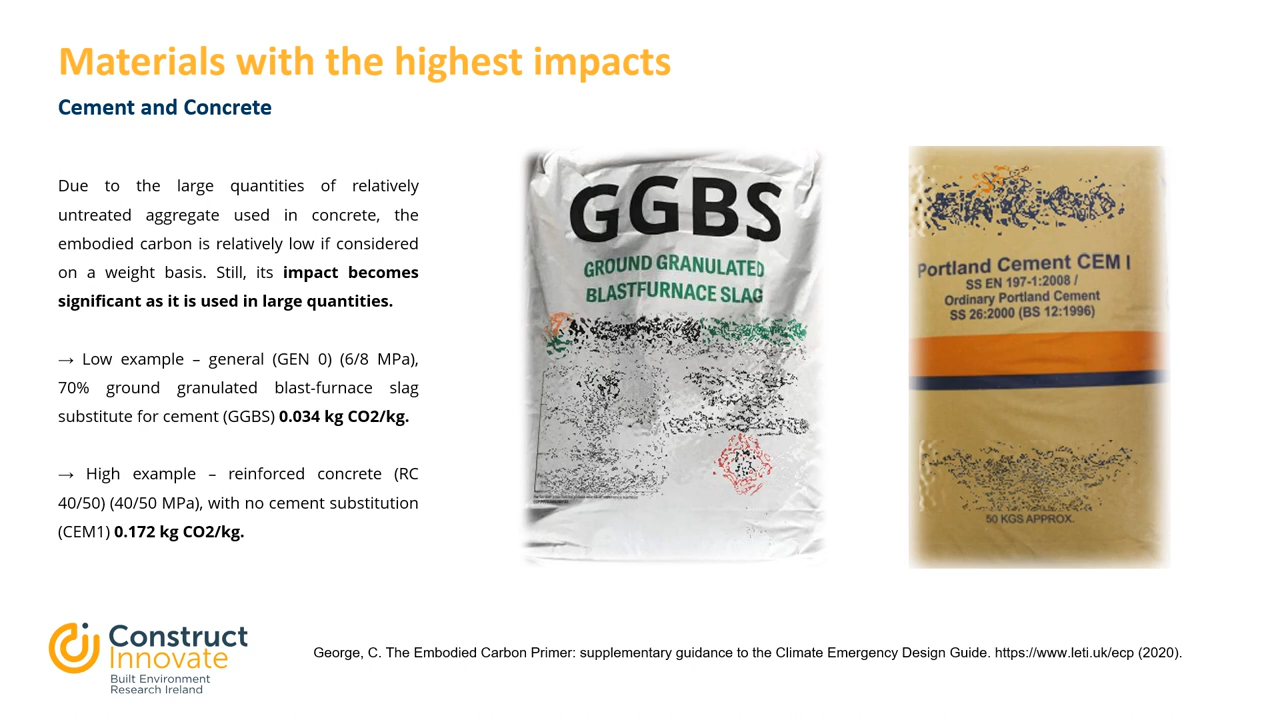 Materials with the highest impacts
Cement and Concrete
Due to the large quantities of relatively
untreated aggregate used in concrete, the
embodied carbon is relatively low if considered
on a weight basis. Still, its impact becomes
significant as it is used in large quantities.
→ Low example – general (GEN 0) (6/8 MPa),
70% ground granulated blast-furnace slag
substitute for cement (GGBS) 0.034 kg CO2/kg.
→ High example – reinforced concrete (RC
40/50) (40/50 MPa), with no cement substitution
(CEM1) 0.172 kg CO2/kg.
GGBS
GROUND GRANULATED
BLASTFURNACE SLAG
Portland Cement CEM I
SS EN 197-1:2008 /
Ordinary Portland Cement
SS 26:2000 (BS 12:1996)
50 KGS APPROX.
Construct
Innovate
Built Environment
Research Ireland
George, C. The Embodied Carbon Primer: supplementary guidance to the Climate Emergency Design Guide. https://www.leti.uk/ecp (2020).